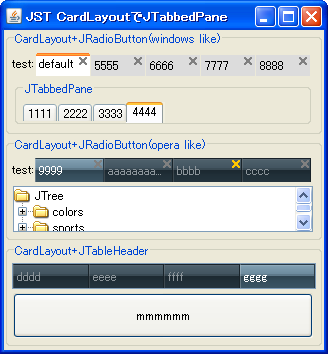 JST CardLayoutでJTabbedPane
CardLayout+JRadioButton(windows like)
test: default 5555 6666 7777 8888
JTabbedPane
1111 2222 3333 4444
CardLayout+JRadioButton(opera like)
test: 9999 aaaaaaaa... bbbb cccc
JTree
colors
sports
CardLayout+JTableHeader
dddd eeee ffff gggg
mmmmmm